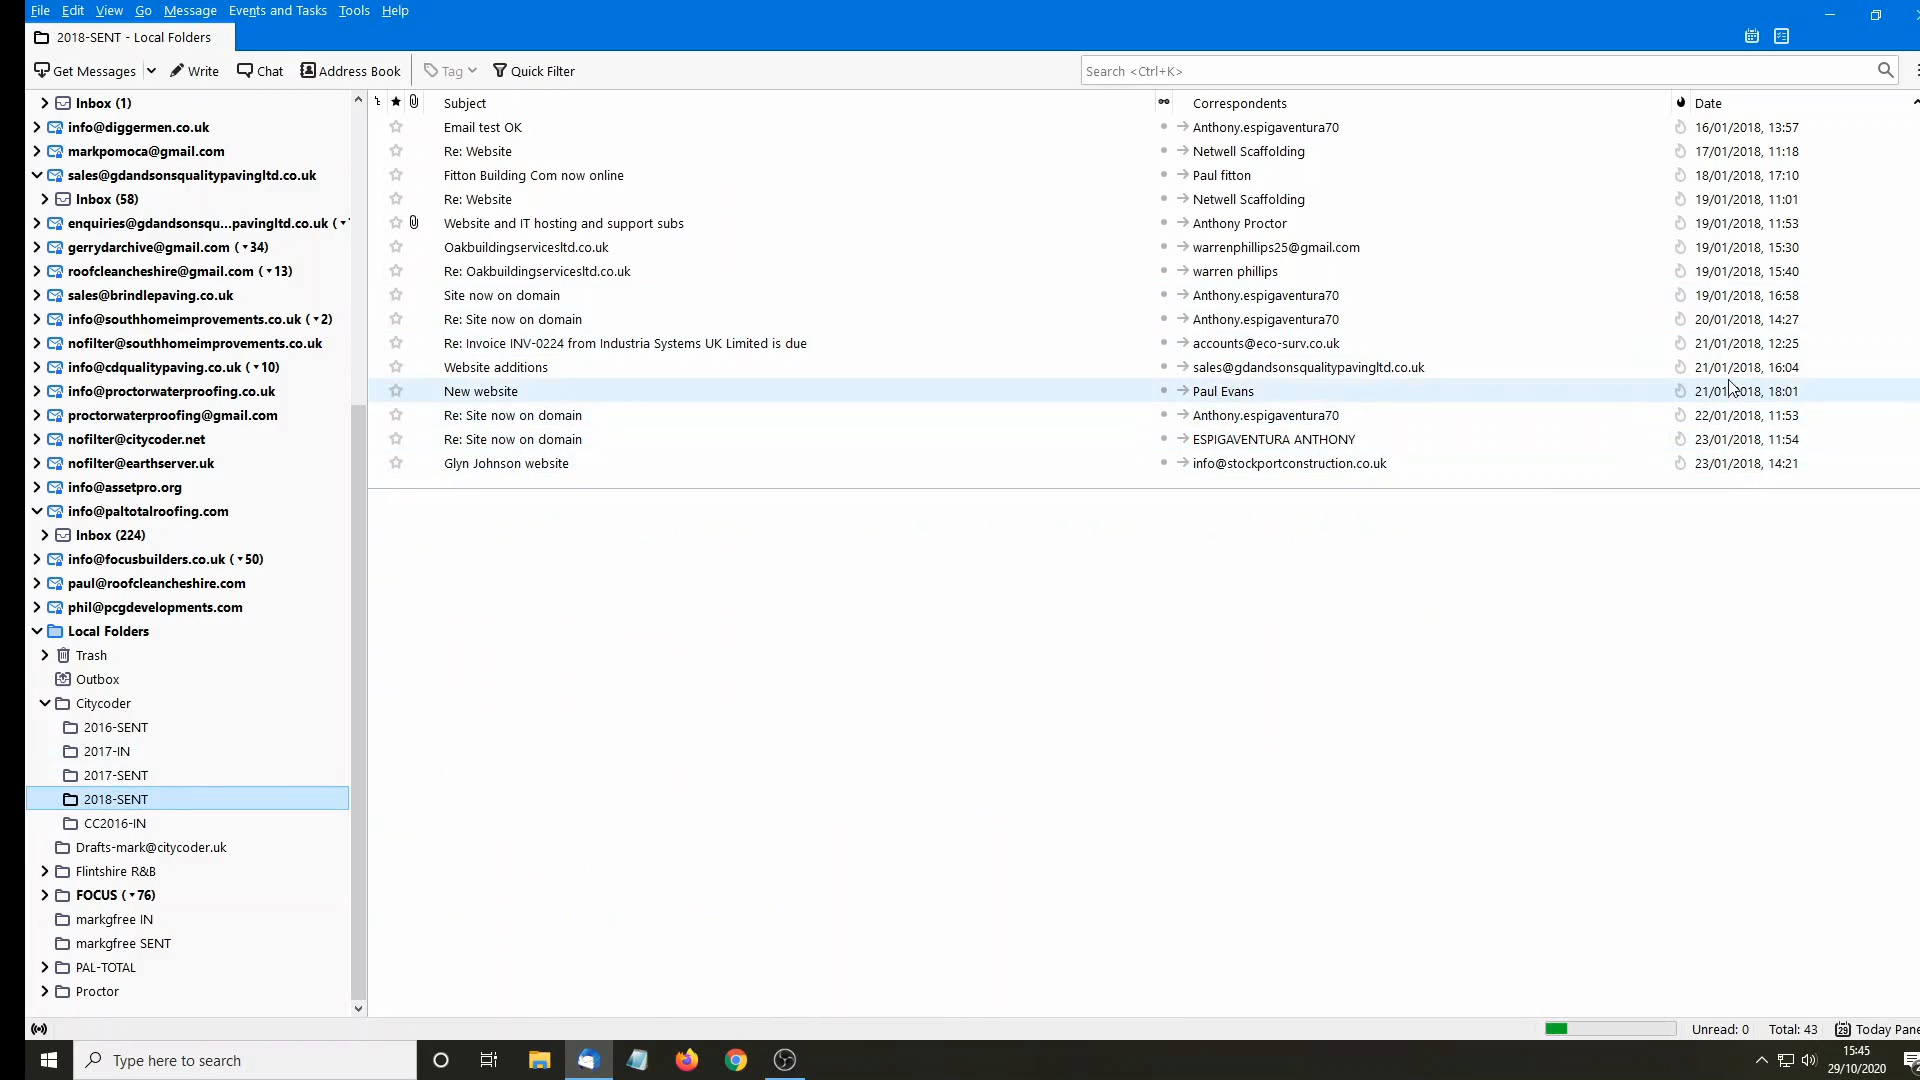 File Edit View Go Message Events and Tasks Tools Help
2018-SENT - Local Folders
Get Messages Write Chat Address Book Tag Quick Filter Search <Ctrl+K>
Inbox (1)
info@diggermen.co.uk
markpomoca@gmail.com
sales@gdandsonsqualitypavingltd.co.uk
Inbox (58)
enquiries@gdandsonsqu...pavingltd.co.uk (
gerrydarchive@gmail.com (34)
roofcleancheshire@gmail.com (13)
sales@brindlepaving.co.uk
info@southhomeimprovements.co.uk (2)
nofilter@southhomeimprovements.co.uk
info@cdqualitypaving.co.uk (10)
info@proctorwaterproofing.co.uk
proctorwaterproofing@gmail.com
nofilter@citycoder.net
nofilter@earthserver.uk
info@assetpro.org
info@paltotalroofing.com
Inbox (224)
info@focusbuilders.co.uk (50)
paul@roofcleancheshire.com
phil@pcgdevelopments.com
Local Folders
Trash
Outbox
Citycoder
2016-SENT
2017-IN
2017-SENT
2018-SENT
CC2016-IN
Drafts-mark@citycoder.uk
Flintshire R&B
FOCUS (76)
markgfree IN
markgfree SENT
PAL-TOTAL
Proctor
Subject Correspondents Date
Email test OK Anthony.espigaventura70 16/01/2018, 13:57
Re: Website Netwell Scaffolding 17/01/2018, 11:18
Fitton Building Com now online Paul fitton 18/01/2018, 17:10
Re: Website Netwell Scaffolding 19/01/2018, 11:01
Website and IT hosting and support subs Anthony Proctor 19/01/2018, 11:53
Oakbuildingservicesltd.co.uk warrenphillips25@gmail.com 19/01/2018, 15:30
Re: Oakbuildingservicesltd.co.uk warren phillips 19/01/2018, 15:40
Site now on domain Anthony.espigaventura70 19/01/2018, 16:58
Re: Site now on domain Anthony.espigaventura70 20/01/2018, 14:27
Re: Invoice INV-0224 from Industria Systems UK Limited is due accounts@eco-surv.co.uk 21/01/2018, 12:25
Website additions sales@gdandsonsqualitypavingltd.co.uk 21/01/2018, 16:04
New website Paul Evans 21/01/2018, 18:01
Re: Site now on domain Anthony.espigaventura70 22/01/2018, 11:53
Re: Site now on domain ESPIGAVENTURA ANTHONY 23/01/2018, 11:54
Glyn Johnson website info@stockportconstruction.co.uk 23/01/2018, 14:21
Unread: 0 Total: 43 29 Today Pane
Type here to search
15:45
29/10/2020